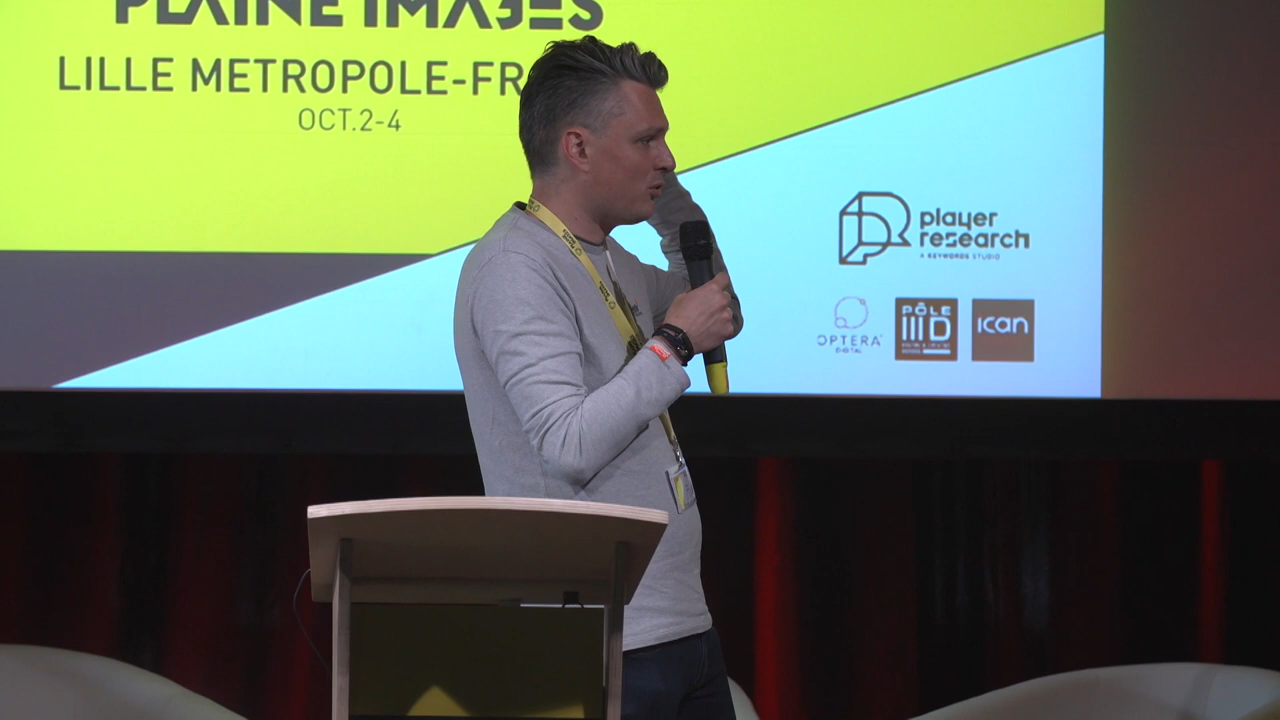 PLAINE IMAGES
LILLE METROPOLE-FR
OCT.2-4
player
research
A KEYWORDS STUDIO
OPTERA
DIGITAL
PÔLE
IIID
ican